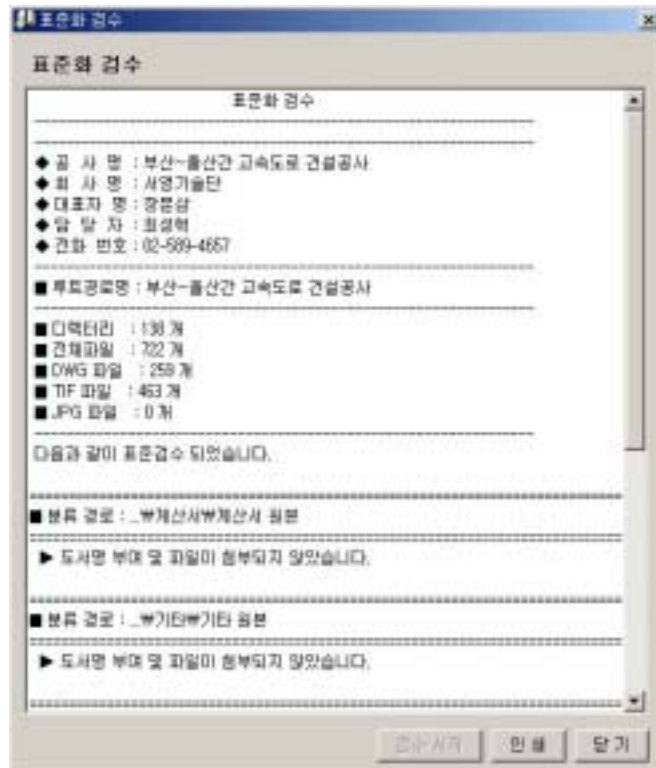 표준화 검수
표준화 검수
표준화 검수
◆ 공 사 명 : 부산~울산간 고속도로 건설공사
◆ 회 사 명 : 서영기술단
◆ 대표자 명 : 장문삼
◆ 담 당 자 : 최성혁
◆ 전화 번호 : 02-589-4657
■ 루트경로명 : 부산~울산간 고속도로 건설공사
■ 디렉터리 : 138 개
■ 전체파일 : 722 개
■ DWG 파일 : 259 개
■ TIF 파일 : 463 개
■ JPG 파일 : 0 개
다음과 같이 표준검수 되었습니다.
■ 분류 경로 : ..₩계산서₩계산서 원본
▶ 도서명 부여 및 파일이 첨부되지 않았습니다.
■ 분류 경로 : ..₩기타₩기타 원본
▶ 도서명 부여 및 파일이 첨부되지 않았습니다.
검수시작 인쇄 닫기